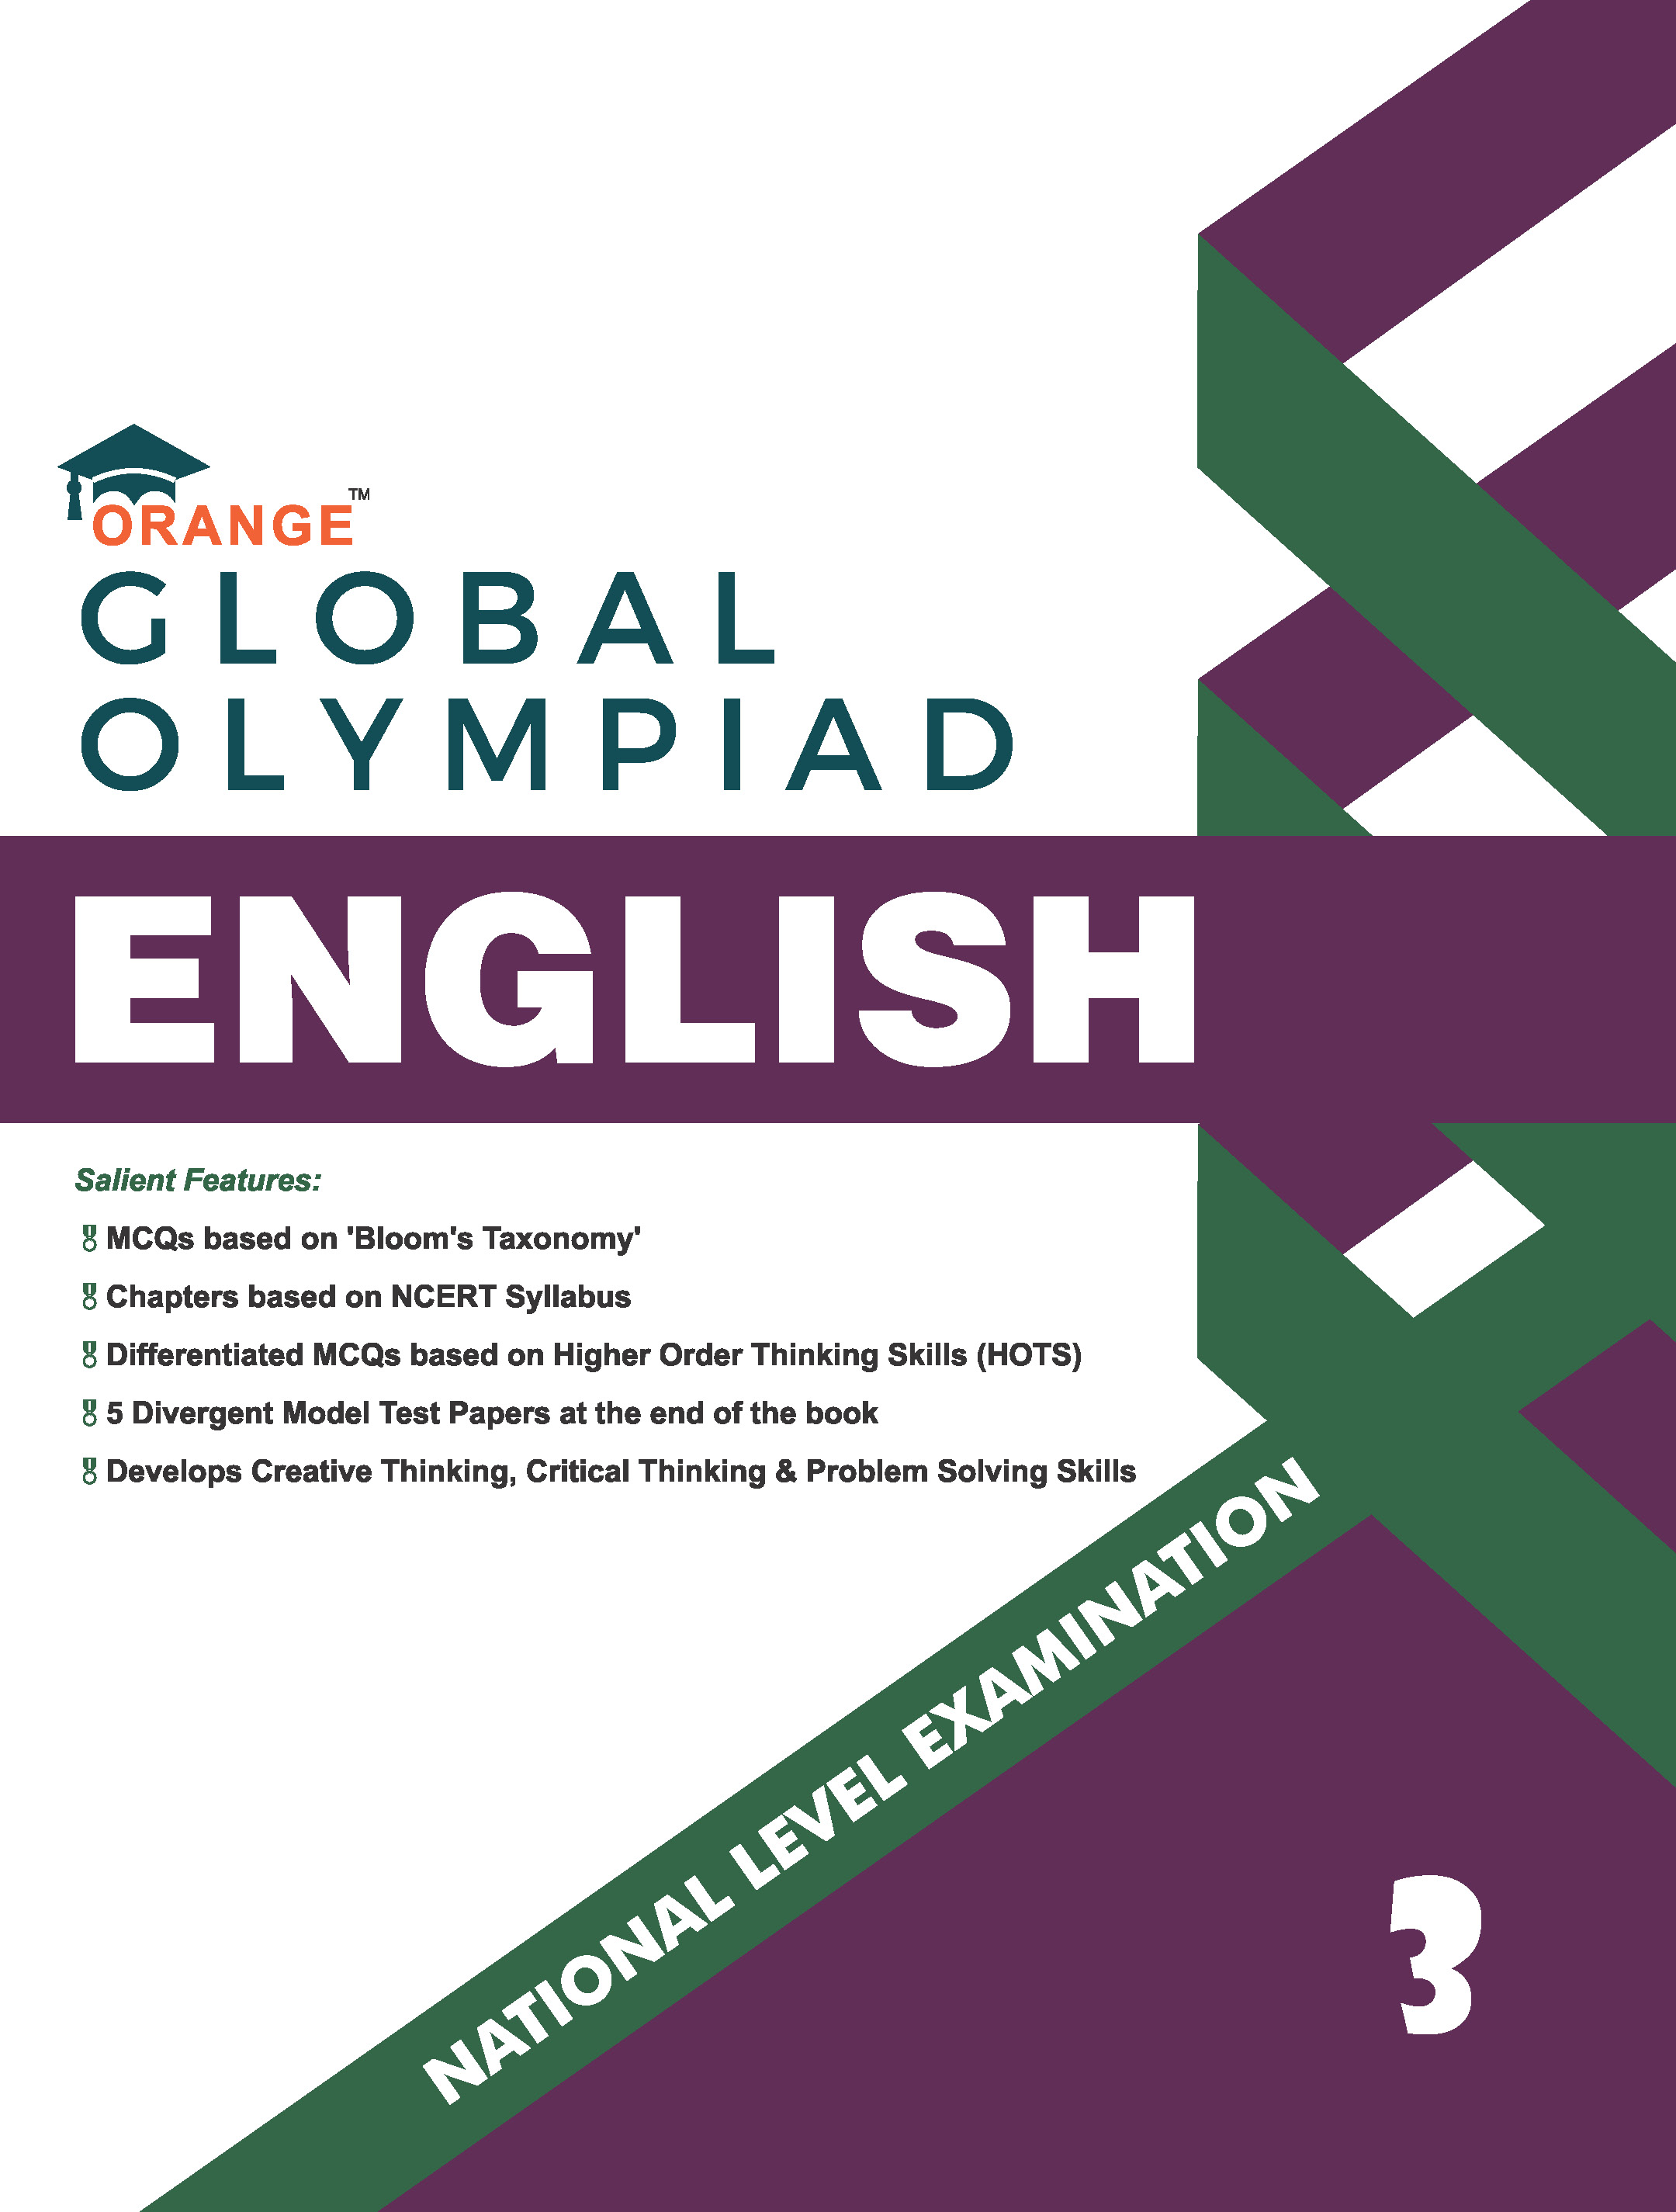 ORANGE™
GLOBAL
OLYMPIAD
ENGLISH
Salient Features:
MCQs based on 'Bloom's Taxonomy'
Chapters based on NCERT Syllabus
Differentiated MCQs based on Higher Order Thinking Skills (HOTS)
5 Divergent Model Test Papers at the end of the book
Develops Creative Thinking, Critical Thinking & Problem Solving Skills
NATIONAL LEVEL EXAMINATION
3